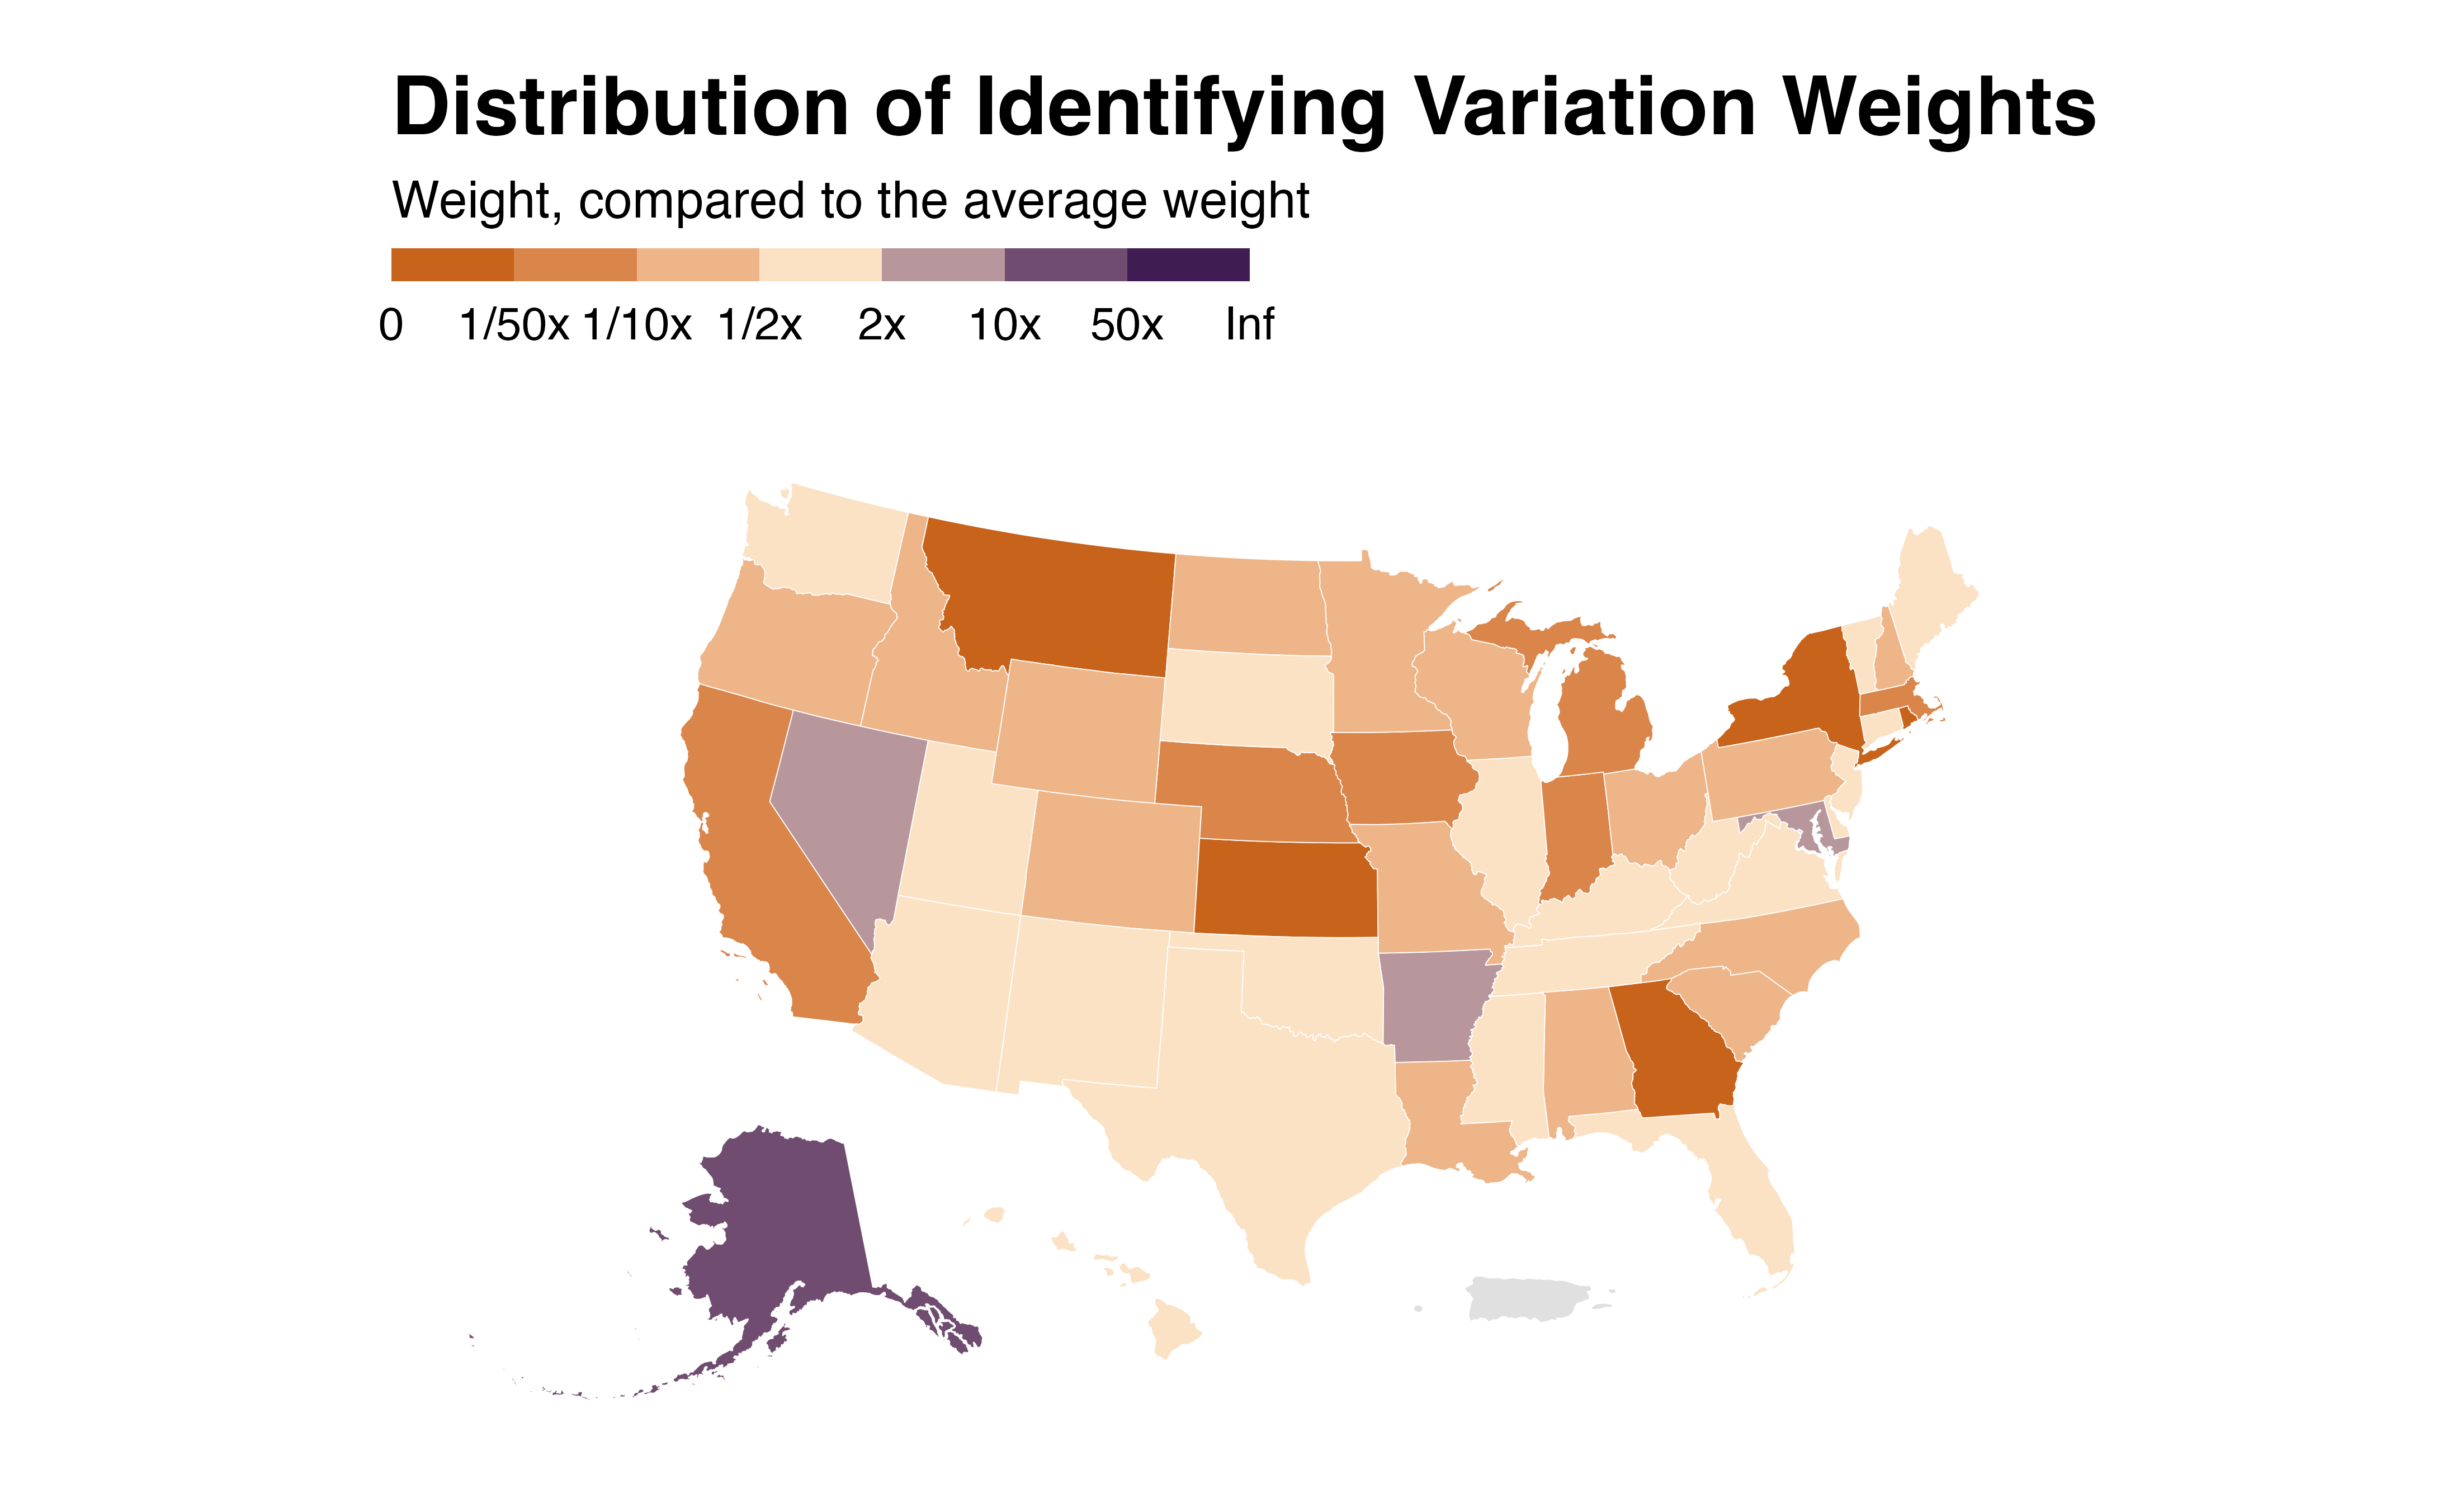 Distribution of Identifying Variation Weights
Weight, compared to the average weight
0 1/50x 1/10x 1/2x 2x 10x 50x Inf